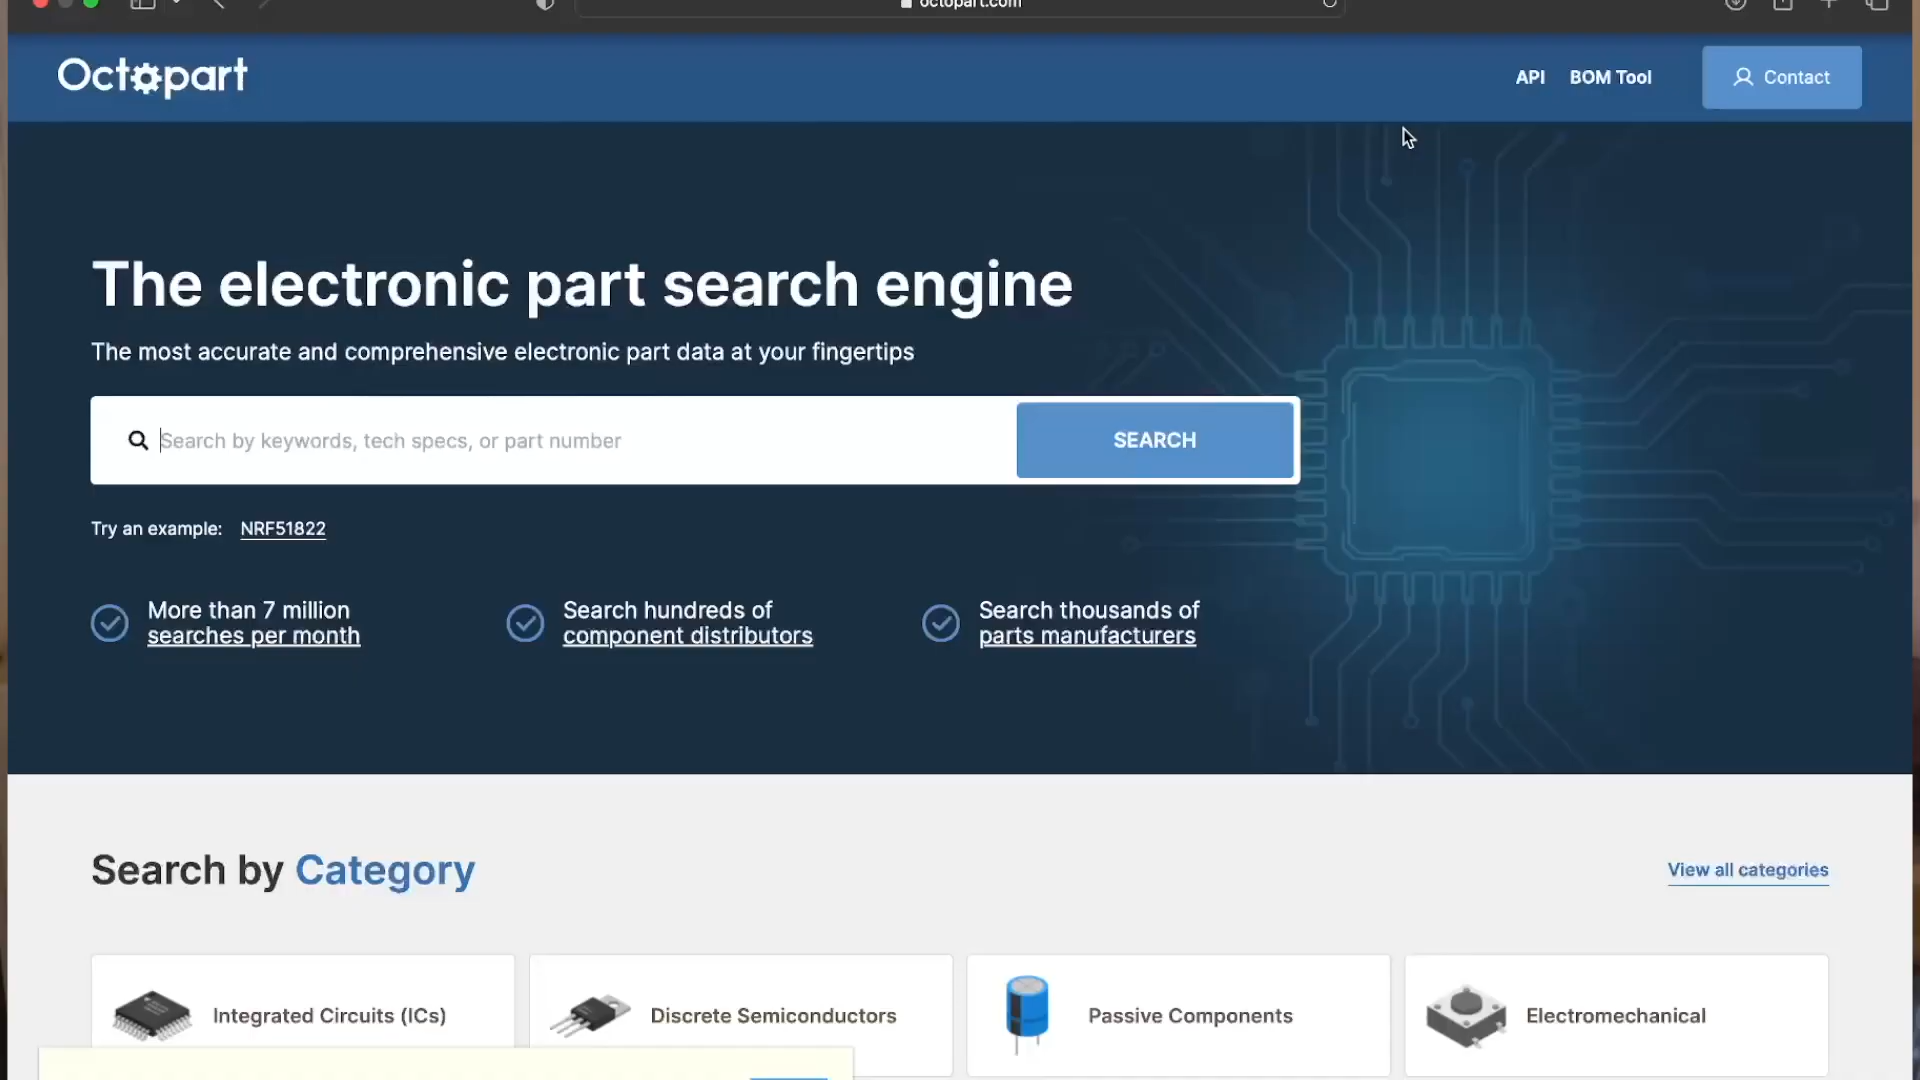 octopart.com
Octopart
API
BOM Tool
Contact
The electronic part search engine
The most accurate and comprehensive electronic part data at your fingertips
Search by keywords, tech specs, or part number
SEARCH
Try an example: NRF51822
More than 7 million
searches per month
Search hundreds of
component distributors
Search thousands of
parts manufacturers
Search by Category
View all categories
Integrated Circuits (ICs)
Discrete Semiconductors
Passive Components
Electromechanical